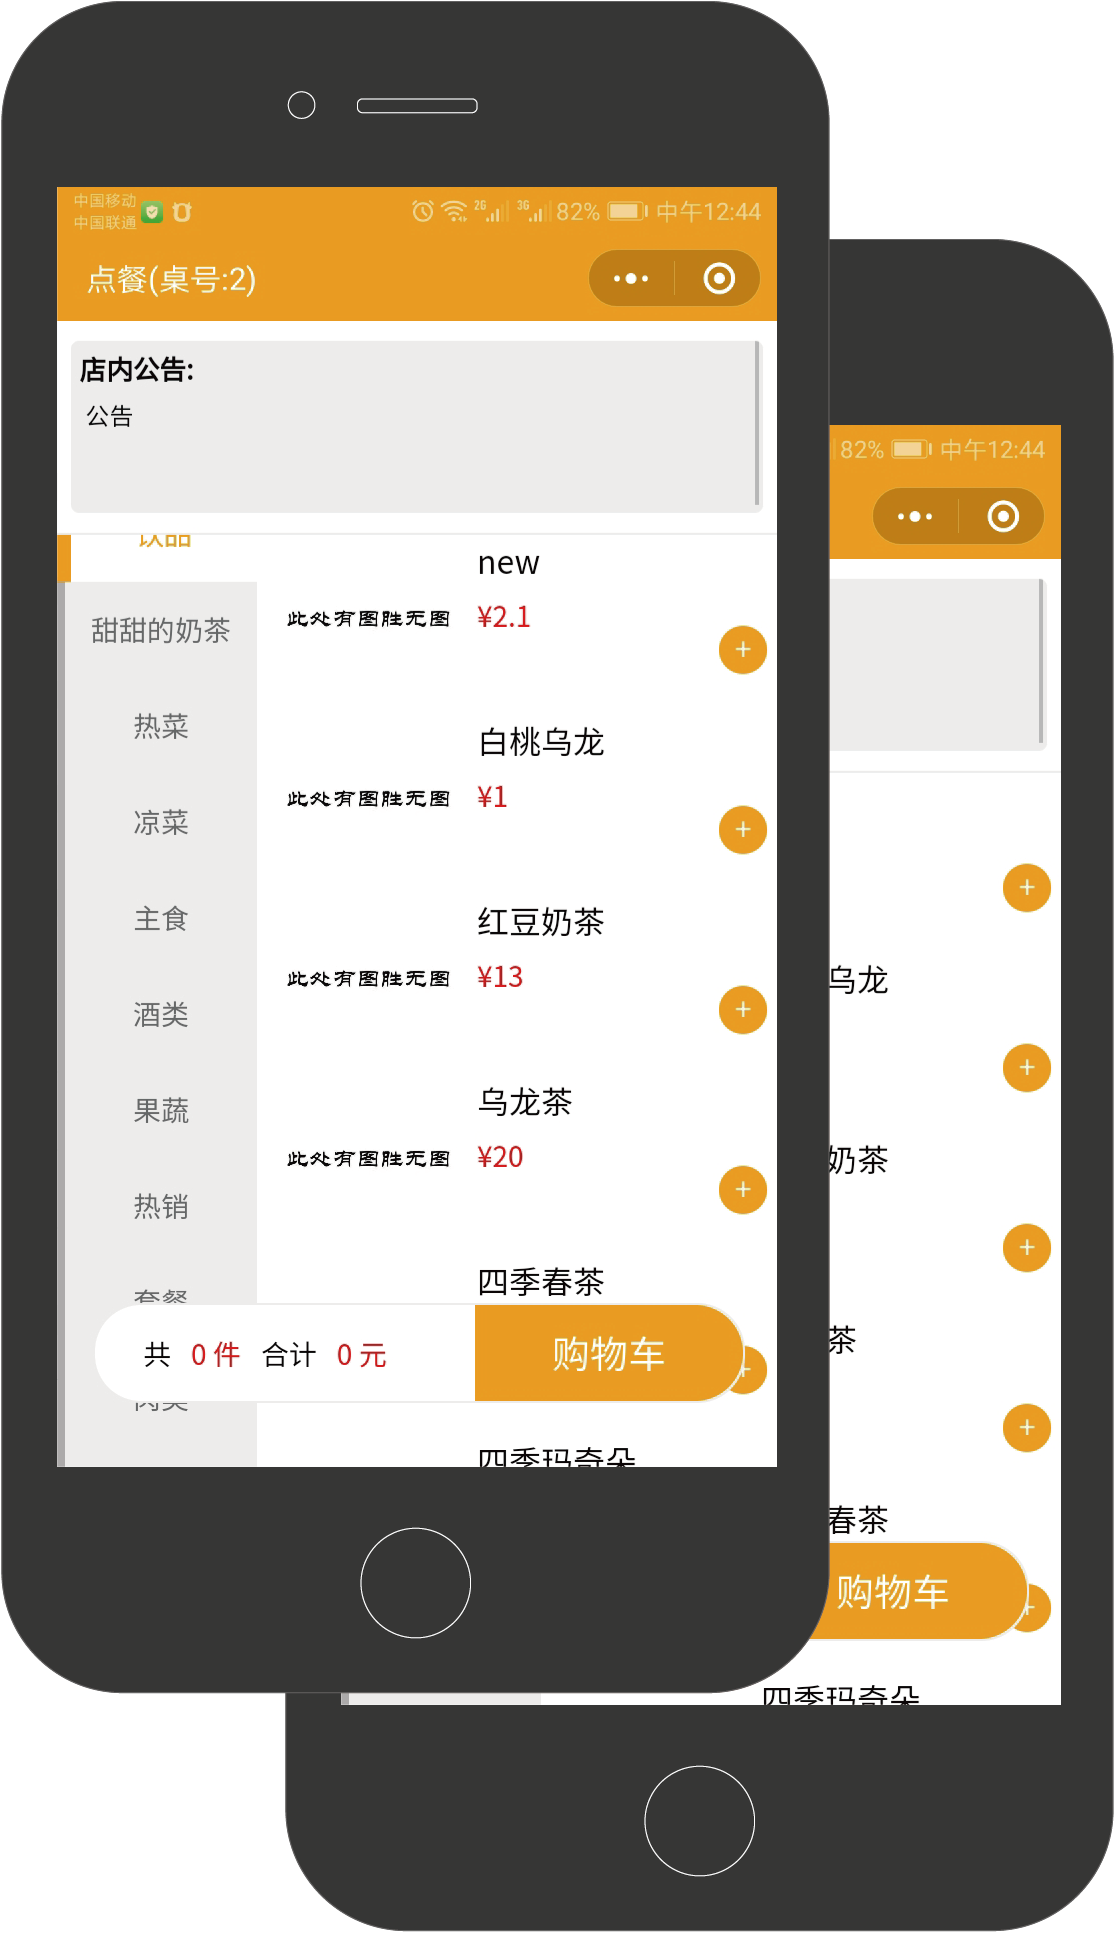 中国移动
中国联通
2G
3G
82%
中午12:44
点餐(桌号:2)
店内公告:
公告
饮品
甜甜的奶茶
热菜
凉菜
主食
酒类
果蔬
热销
套餐
new
此处有图胜无图
¥2.1
+
白桃乌龙
此处有图胜无图
¥1
+
红豆奶茶
此处有图胜无图
¥13
+
乌龙茶
此处有图胜无图
¥20
+
四季春茶
+
共 0 件 合计 0 元
购物车
四季玛奇朵
82%
中午12:44
+
乌龙
+
奶茶
+
茶
+
春茶
+
购物车
四季玛奇朵